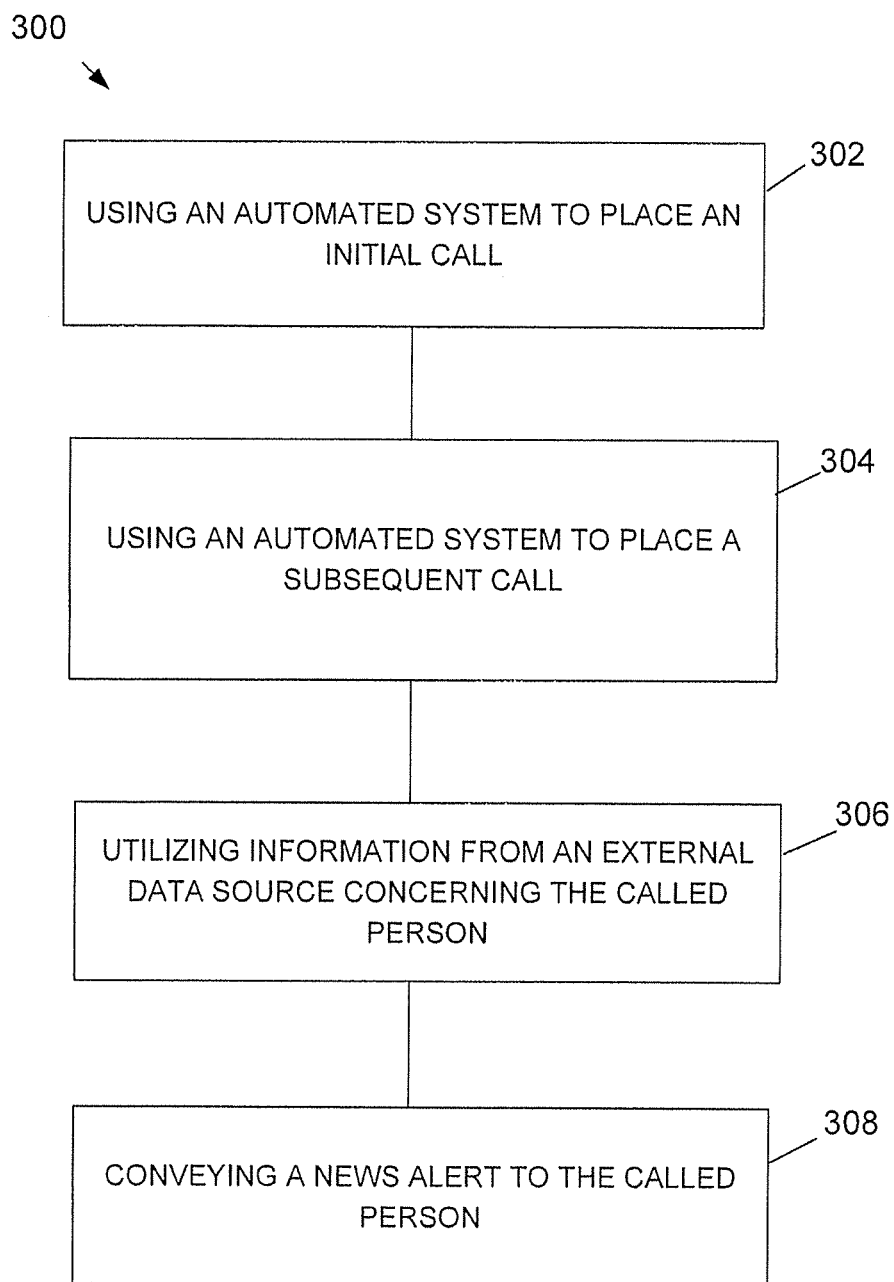 300
302
USING AN AUTOMATED SYSTEM TO PLACE AN
INITIAL CALL
304
USING AN AUTOMATED SYSTEM TO PLACE A
SUBSEQUENT CALL
306
UTILIZING INFORMATION FROM AN EXTERNAL
DATA SOURCE CONCERNING THE CALLED
PERSON
308
CONVEYING A NEWS ALERT TO THE CALLED
PERSON